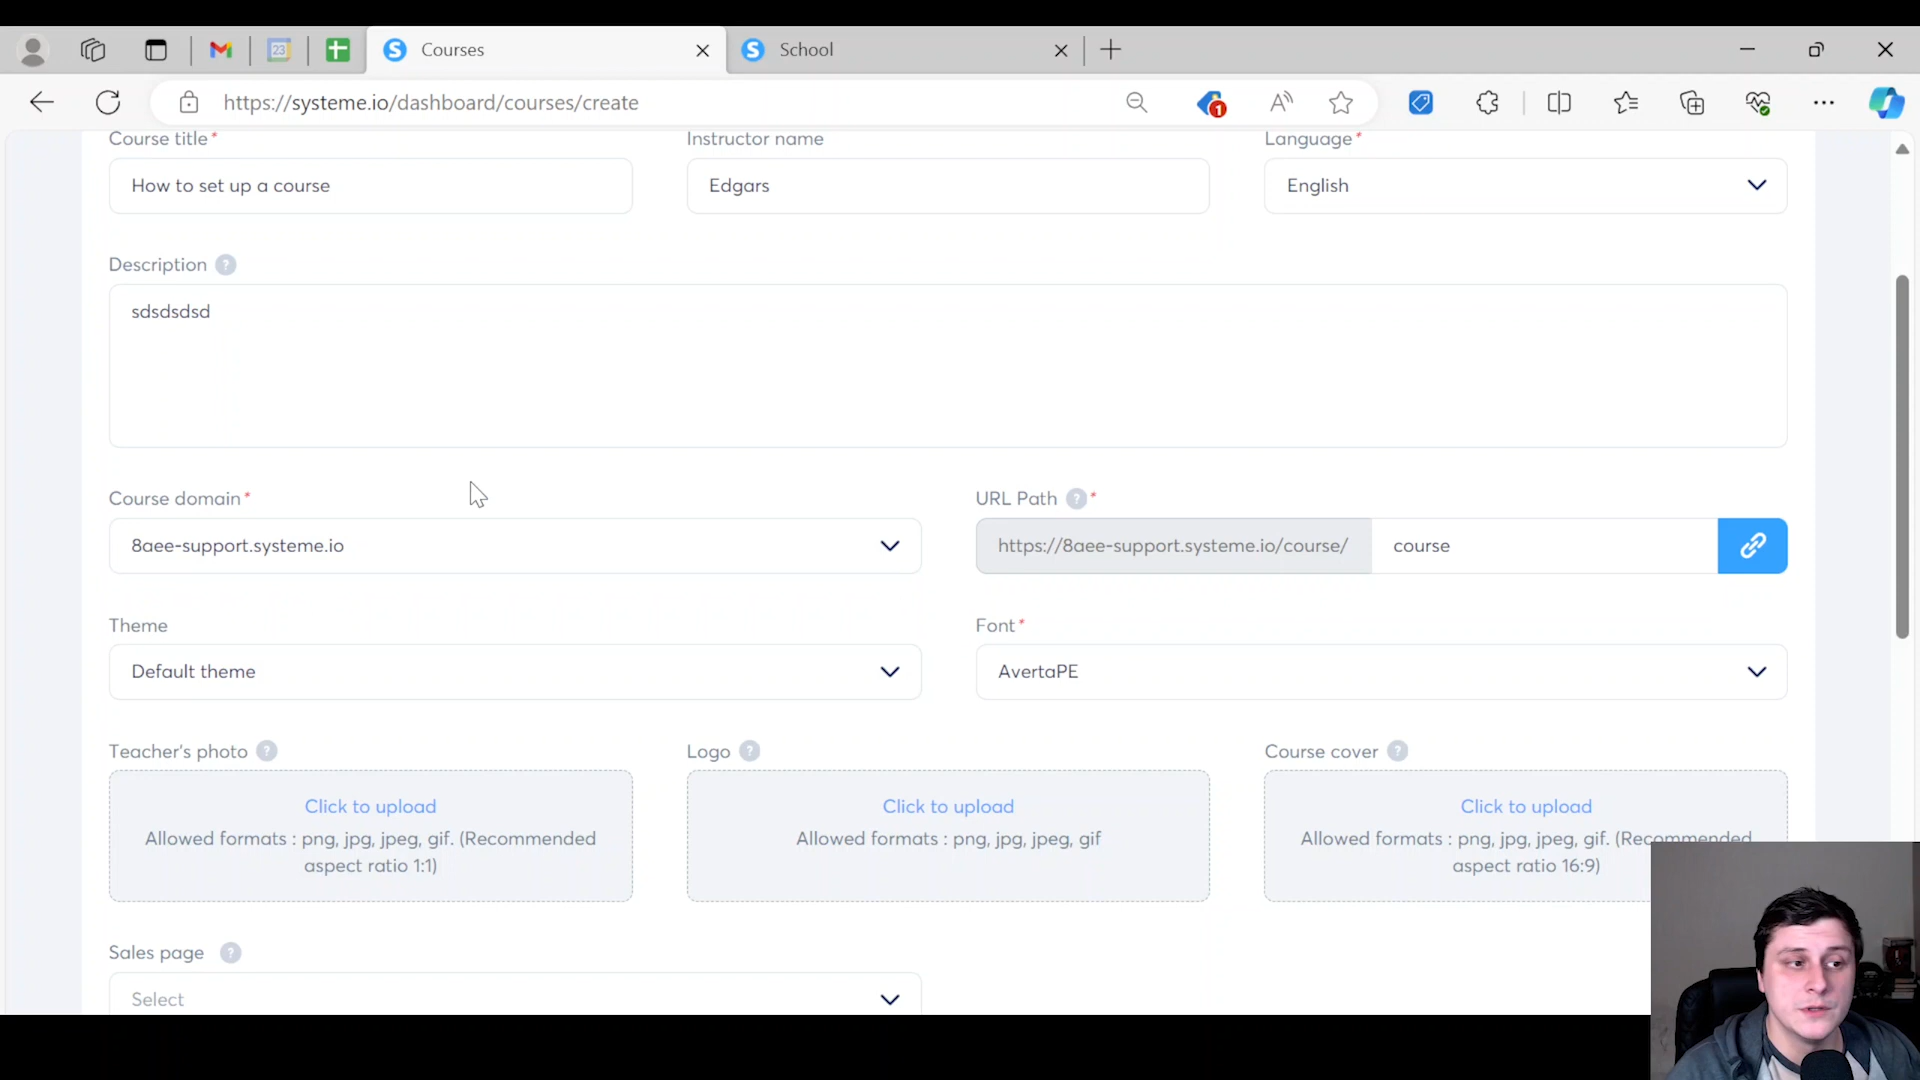 Courses
School
23
https://systeme.io/dashboard/courses/create
1
Course title*
Instructor name
Language*
How to set up a course
Edgars
English
Description ?
sdsdsdsd
Course domain*
URL Path ?*
8aee-support.systeme.io
https://8aee-support.systeme.io/course/
course
Theme
Font*
Default theme
AvertaPE
Teacher's photo ?
Logo ?
Course cover ?
Click to upload
Allowed formats : png, jpg, jpeg, gif. (Recommended
aspect ratio 1:1)
Click to upload
Allowed formats : png, jpg, jpeg, gif
Click to upload
Allowed formats : png, jpg, jpeg, gif. (Recommended
aspect ratio 16:9)
Sales page ?
Select